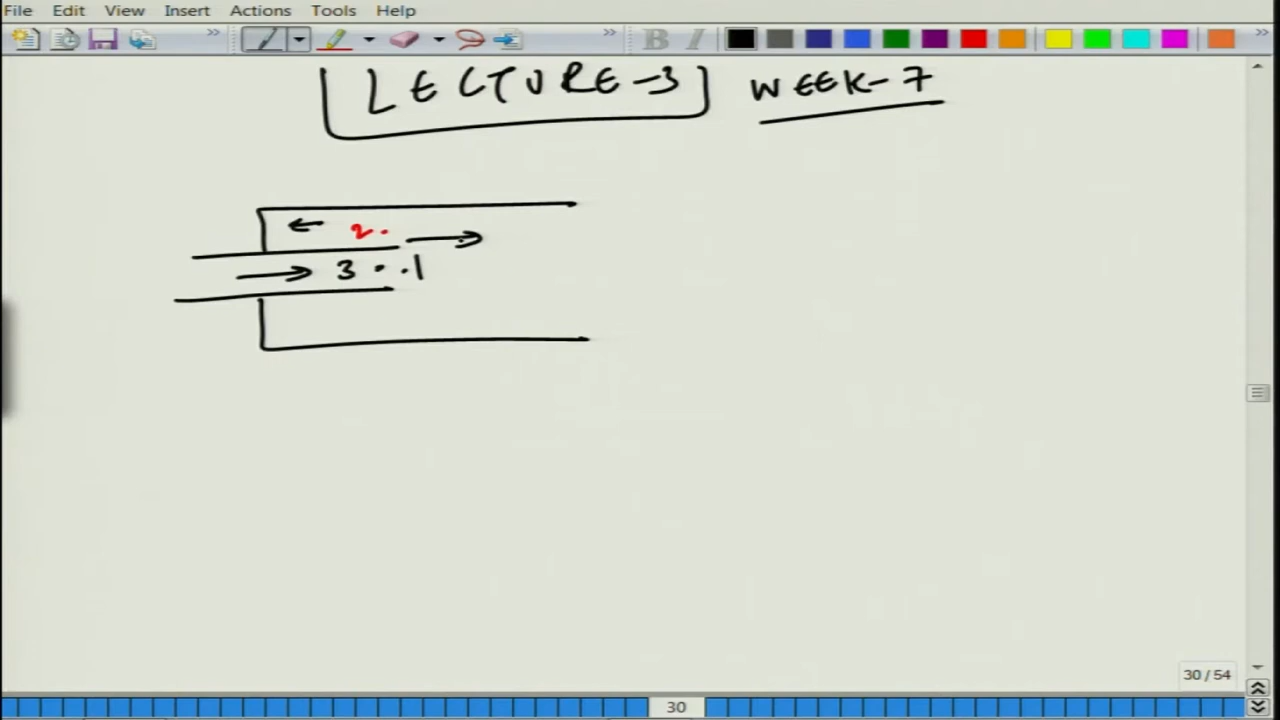 File Edit View Insert Actions Tools Help
B I
LECTURE-3 WEEK-7
2.
3 . .1
30 / 54
30